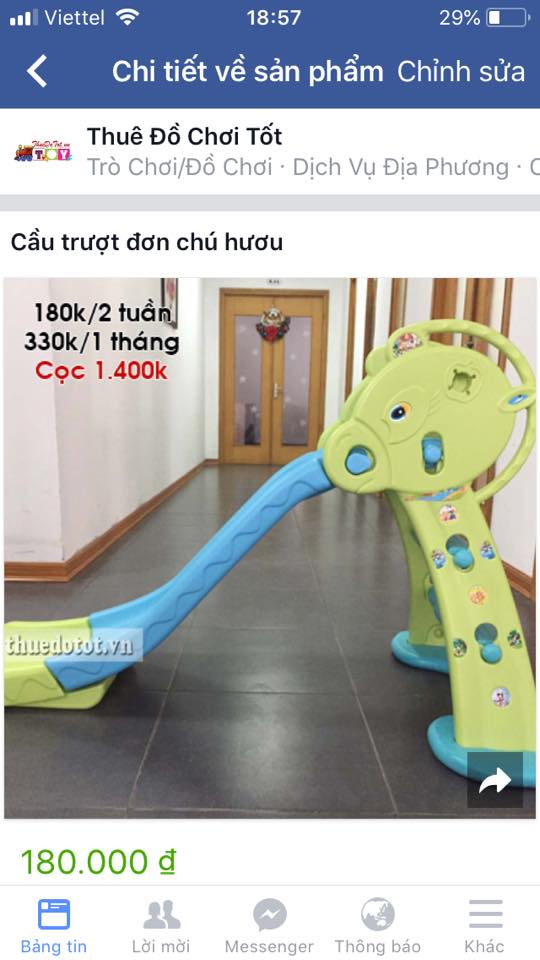 Viettel 18:57 29%
Chi tiết về sản phẩm Chỉnh sửa
Thuê Đồ Chơi Tốt
Trò Chơi/Đồ Chơi · Dịch Vụ Địa Phương · C
Cầu trượt đơn chú hươu
180k/2 tuần
330k/1 tháng
Cọc 1.400k
thuedotot.vn
180.000 ₫
Bảng tin Lời mời Messenger Thông báo Khác